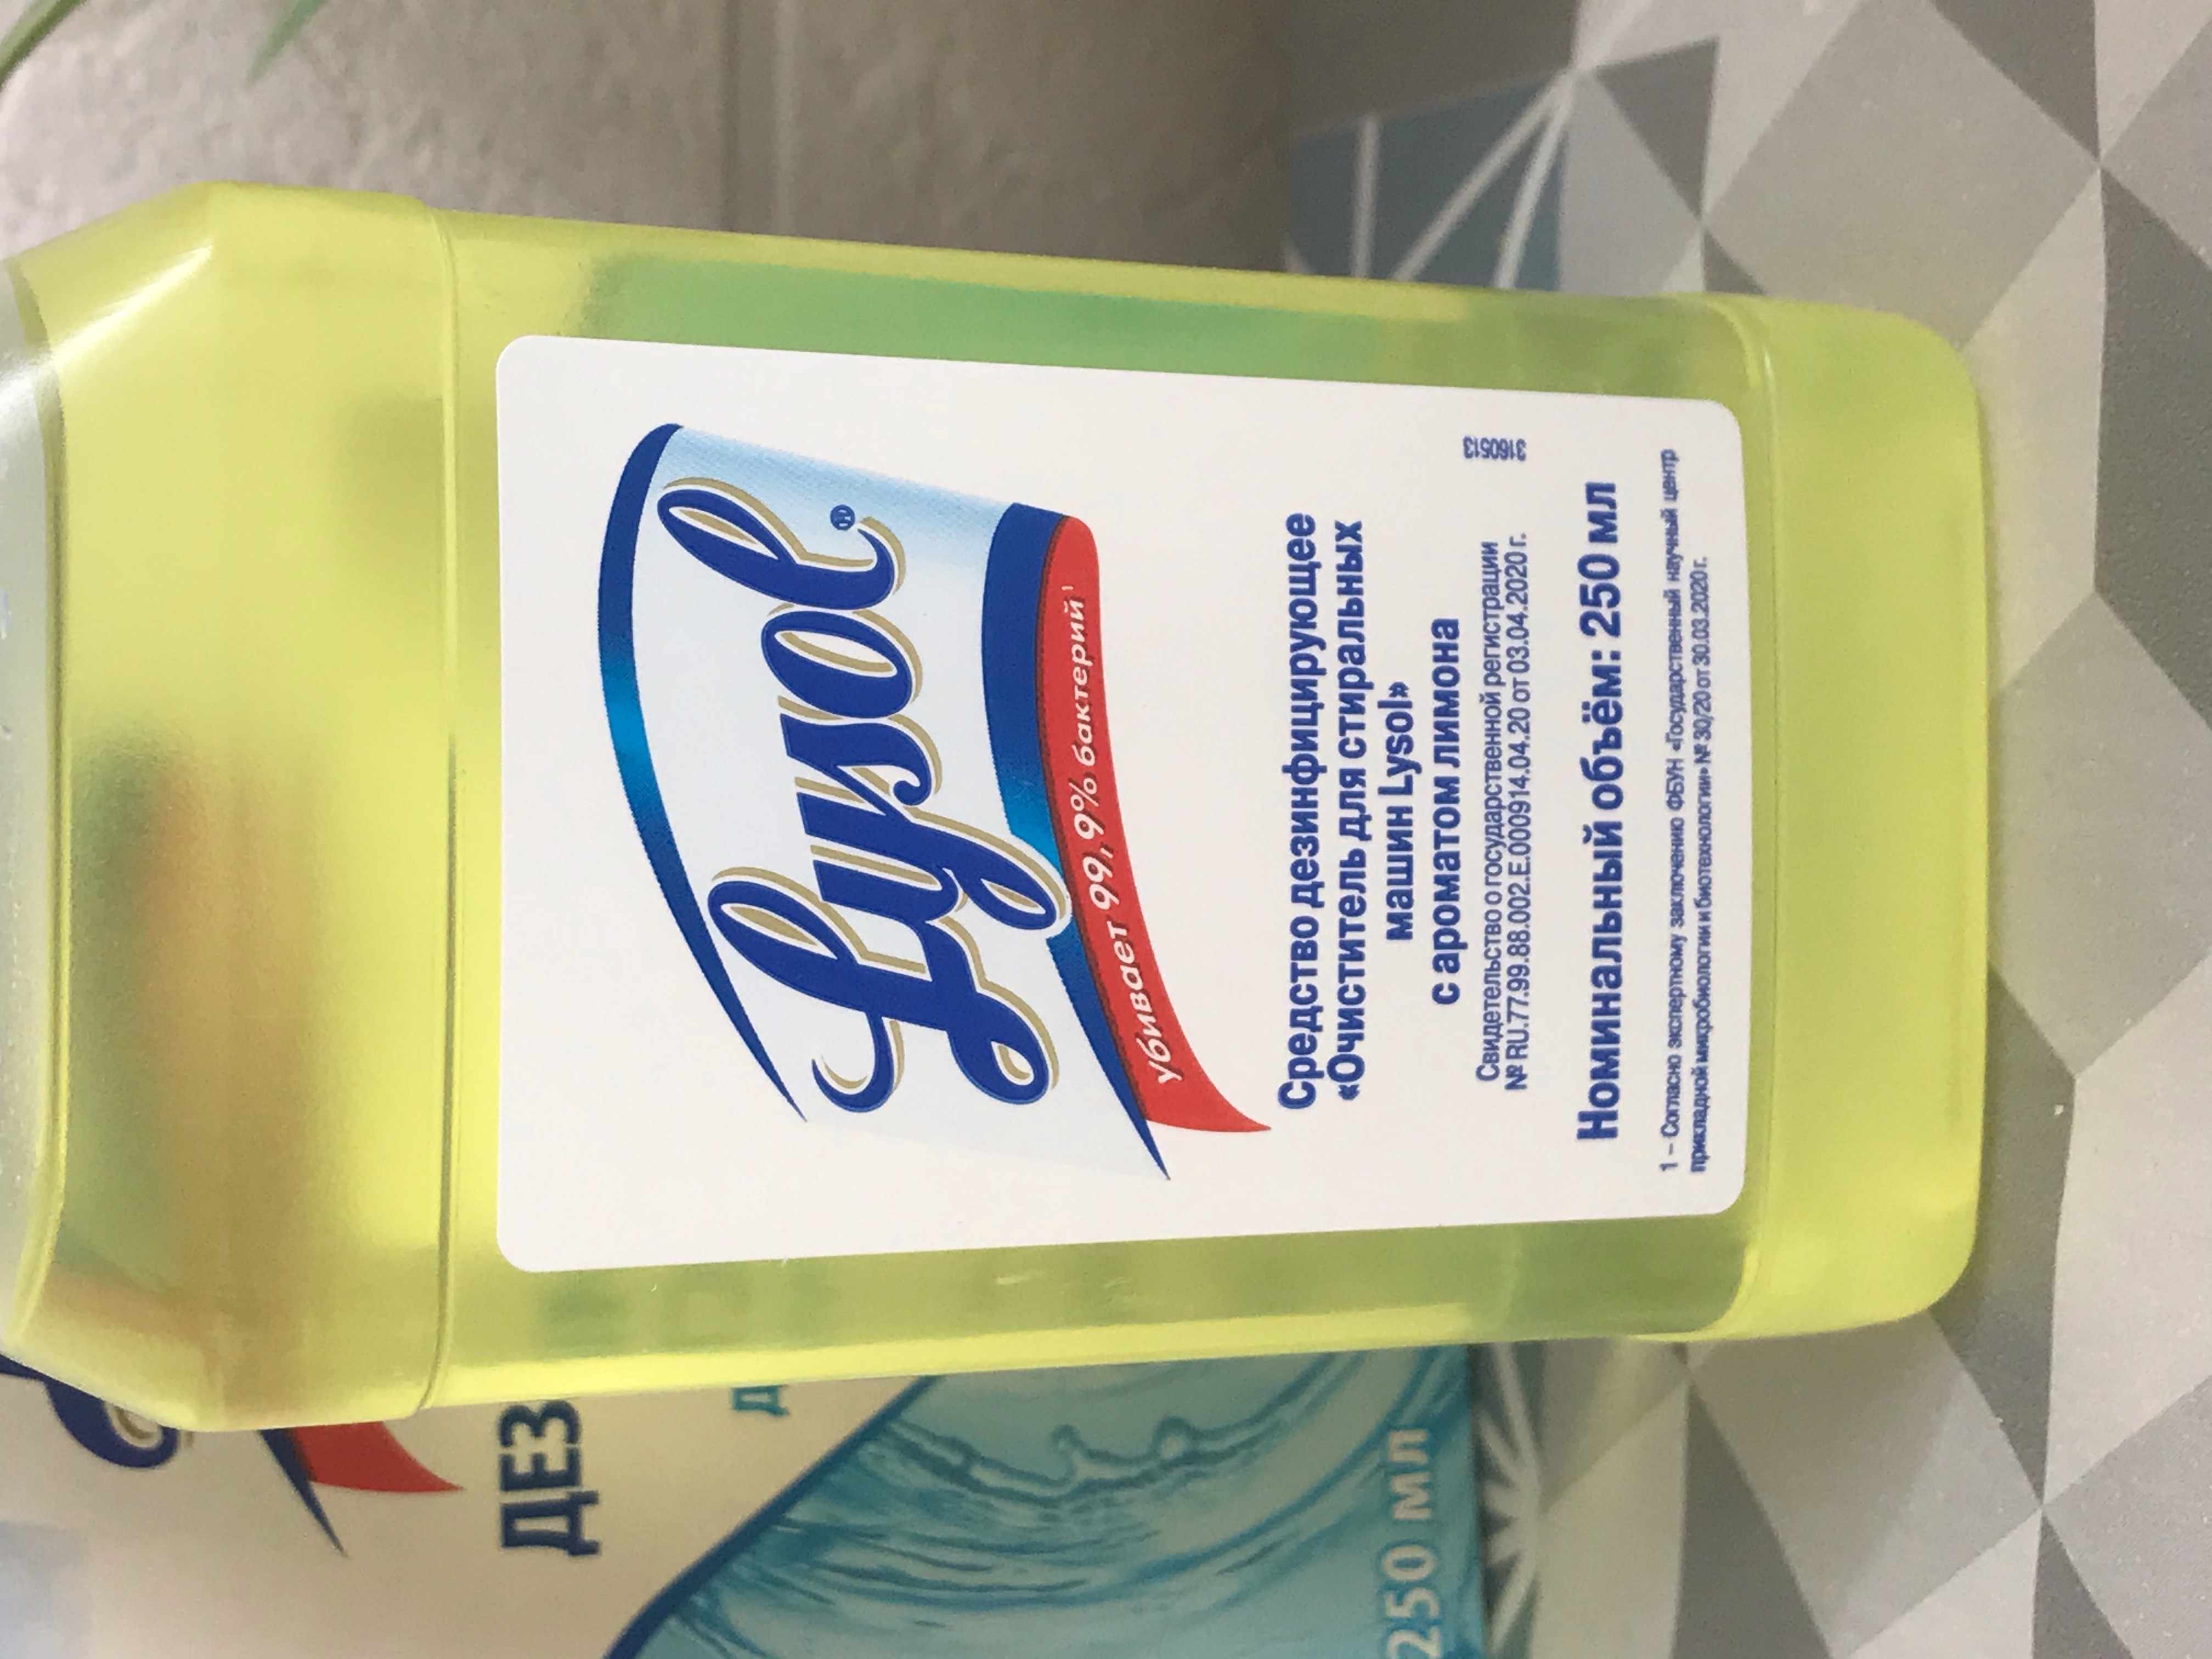 Lysol®
убивает 99,9% бактерий¹
Средство дезинфицирующее
«Очиститель для стиральных
машин Lysol»
с ароматом лимона
Свидетельство о государственной регистрации
№ RU.77.99.88.002.E.000914.04.20 от 03.04.2020 г.
3160513
Номинальный объём: 250 мл
1 – Согласно экспертному заключению ФБУН «Государственный научный центр
прикладной микробиологии и биотехнологии» № 30/20 от 30.03.2020 г.
ДЕЗ
Д
250 МЛ